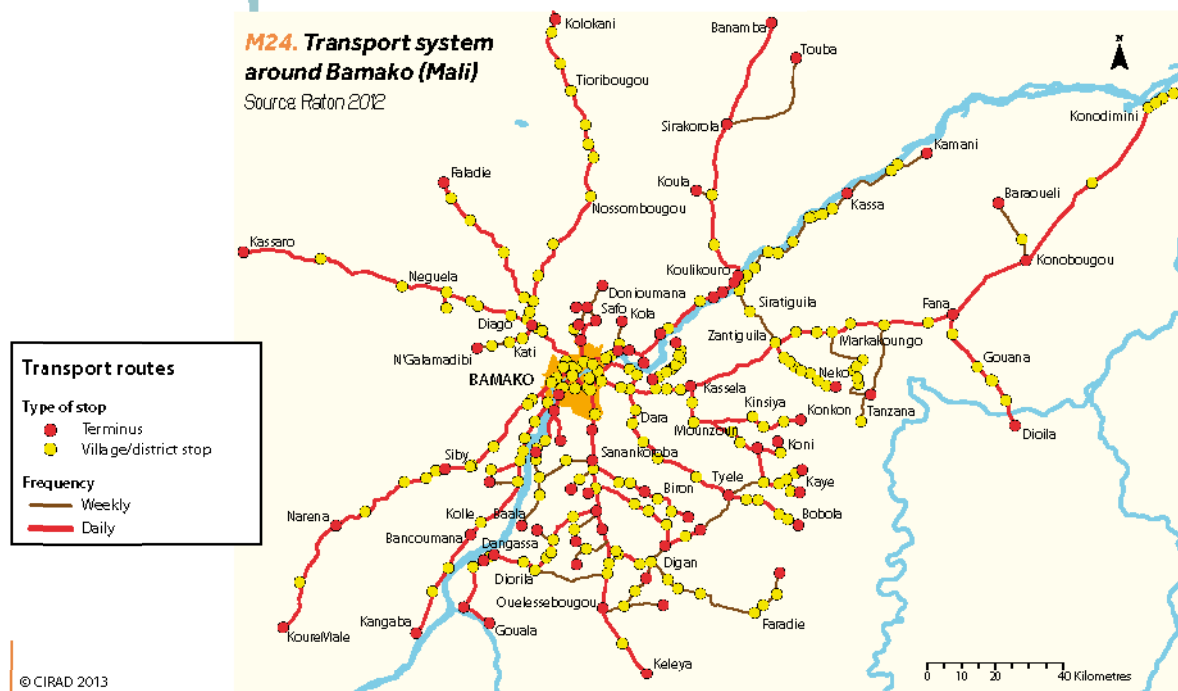 M24. Transport system
around Bamako (Mali)
Source Raton 2012
N
Kolokani
Banamba
Touba
Tioribougou
Konodimini
Sirakorola
Kamani
Faladie
Koula
Baraoueli
Kassa
Nossombougou
Kassaro
Koulikouro
Konobougou
Neguela
Donioumana
Siratiguila
Safo
Kola
Fana
Diago
Zantiguila
Markakoungo
Kati
Gouana
N'Galamadibi
BAMAKO
Neko
Kassela
Kinsiya
Konkon
Tanzana
Dara
Mounzoun
Dioila
Koni
Siby
Sanankoroba
Tyele
Kaye
Biron
Narena
Kolle
Baala
Bobola
Bancoumana
Dangassa
Digan
Diorila
Ouelessebougou
Faradie
KoureMale
Kangaba
Gouala
Keleya
Transport routes
Type of stop
Terminus
Village/district stop
Frequency
Weekly
Daily
0 10 20 40 Kilometres
© CIRAD 2013